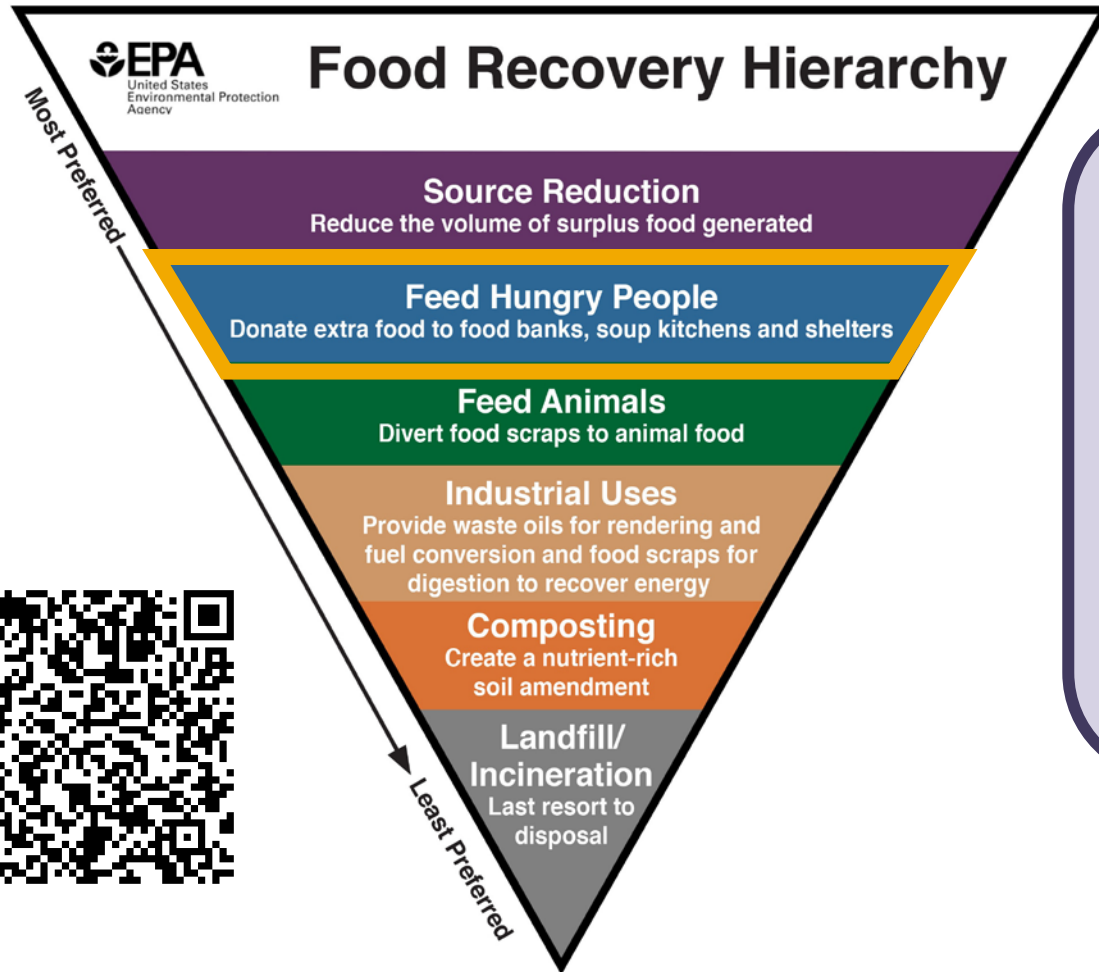 EPA
United States
Environmental Protection
Agency
Food Recovery Hierarchy
Most Preferred
Source Reduction
Reduce the volume of surplus food generated
Feed Hungry People
Donate extra food to food banks, soup kitchens and shelters
Feed Animals
Divert food scraps to animal food
Industrial Uses
Provide waste oils for rendering and
fuel conversion and food scraps for
digestion to recover energy
Composting
Create a nutrient-rich
soil amendment
Landfill/
Incineration
Last resort to
disposal
Least Preferred